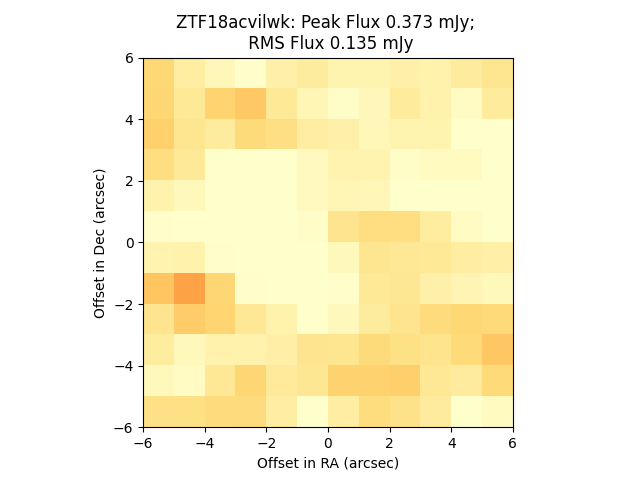 ZTF18acvilwk: Peak Flux 0.373 mJy;
RMS Flux 0.135 mJy
6
4
2
0
−2
−4
−6
Offset in Dec (arcsec)
−6 −4 −2 0 2 4 6
Offset in RA (arcsec)